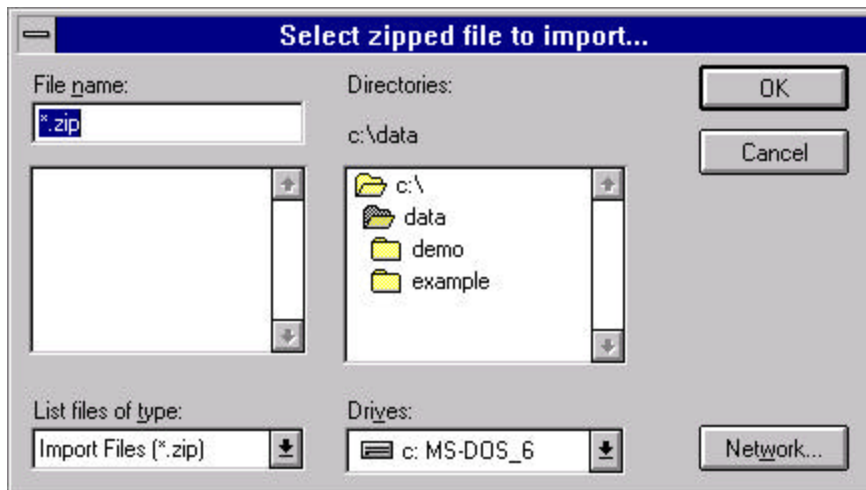 Select zipped file to import...
File name:
*.zip
Directories:
c:\data
OK
Cancel
c:\
data
demo
example
List files of type:
Import Files (*.zip)
Drives:
c: MS-DOS_6
Network...